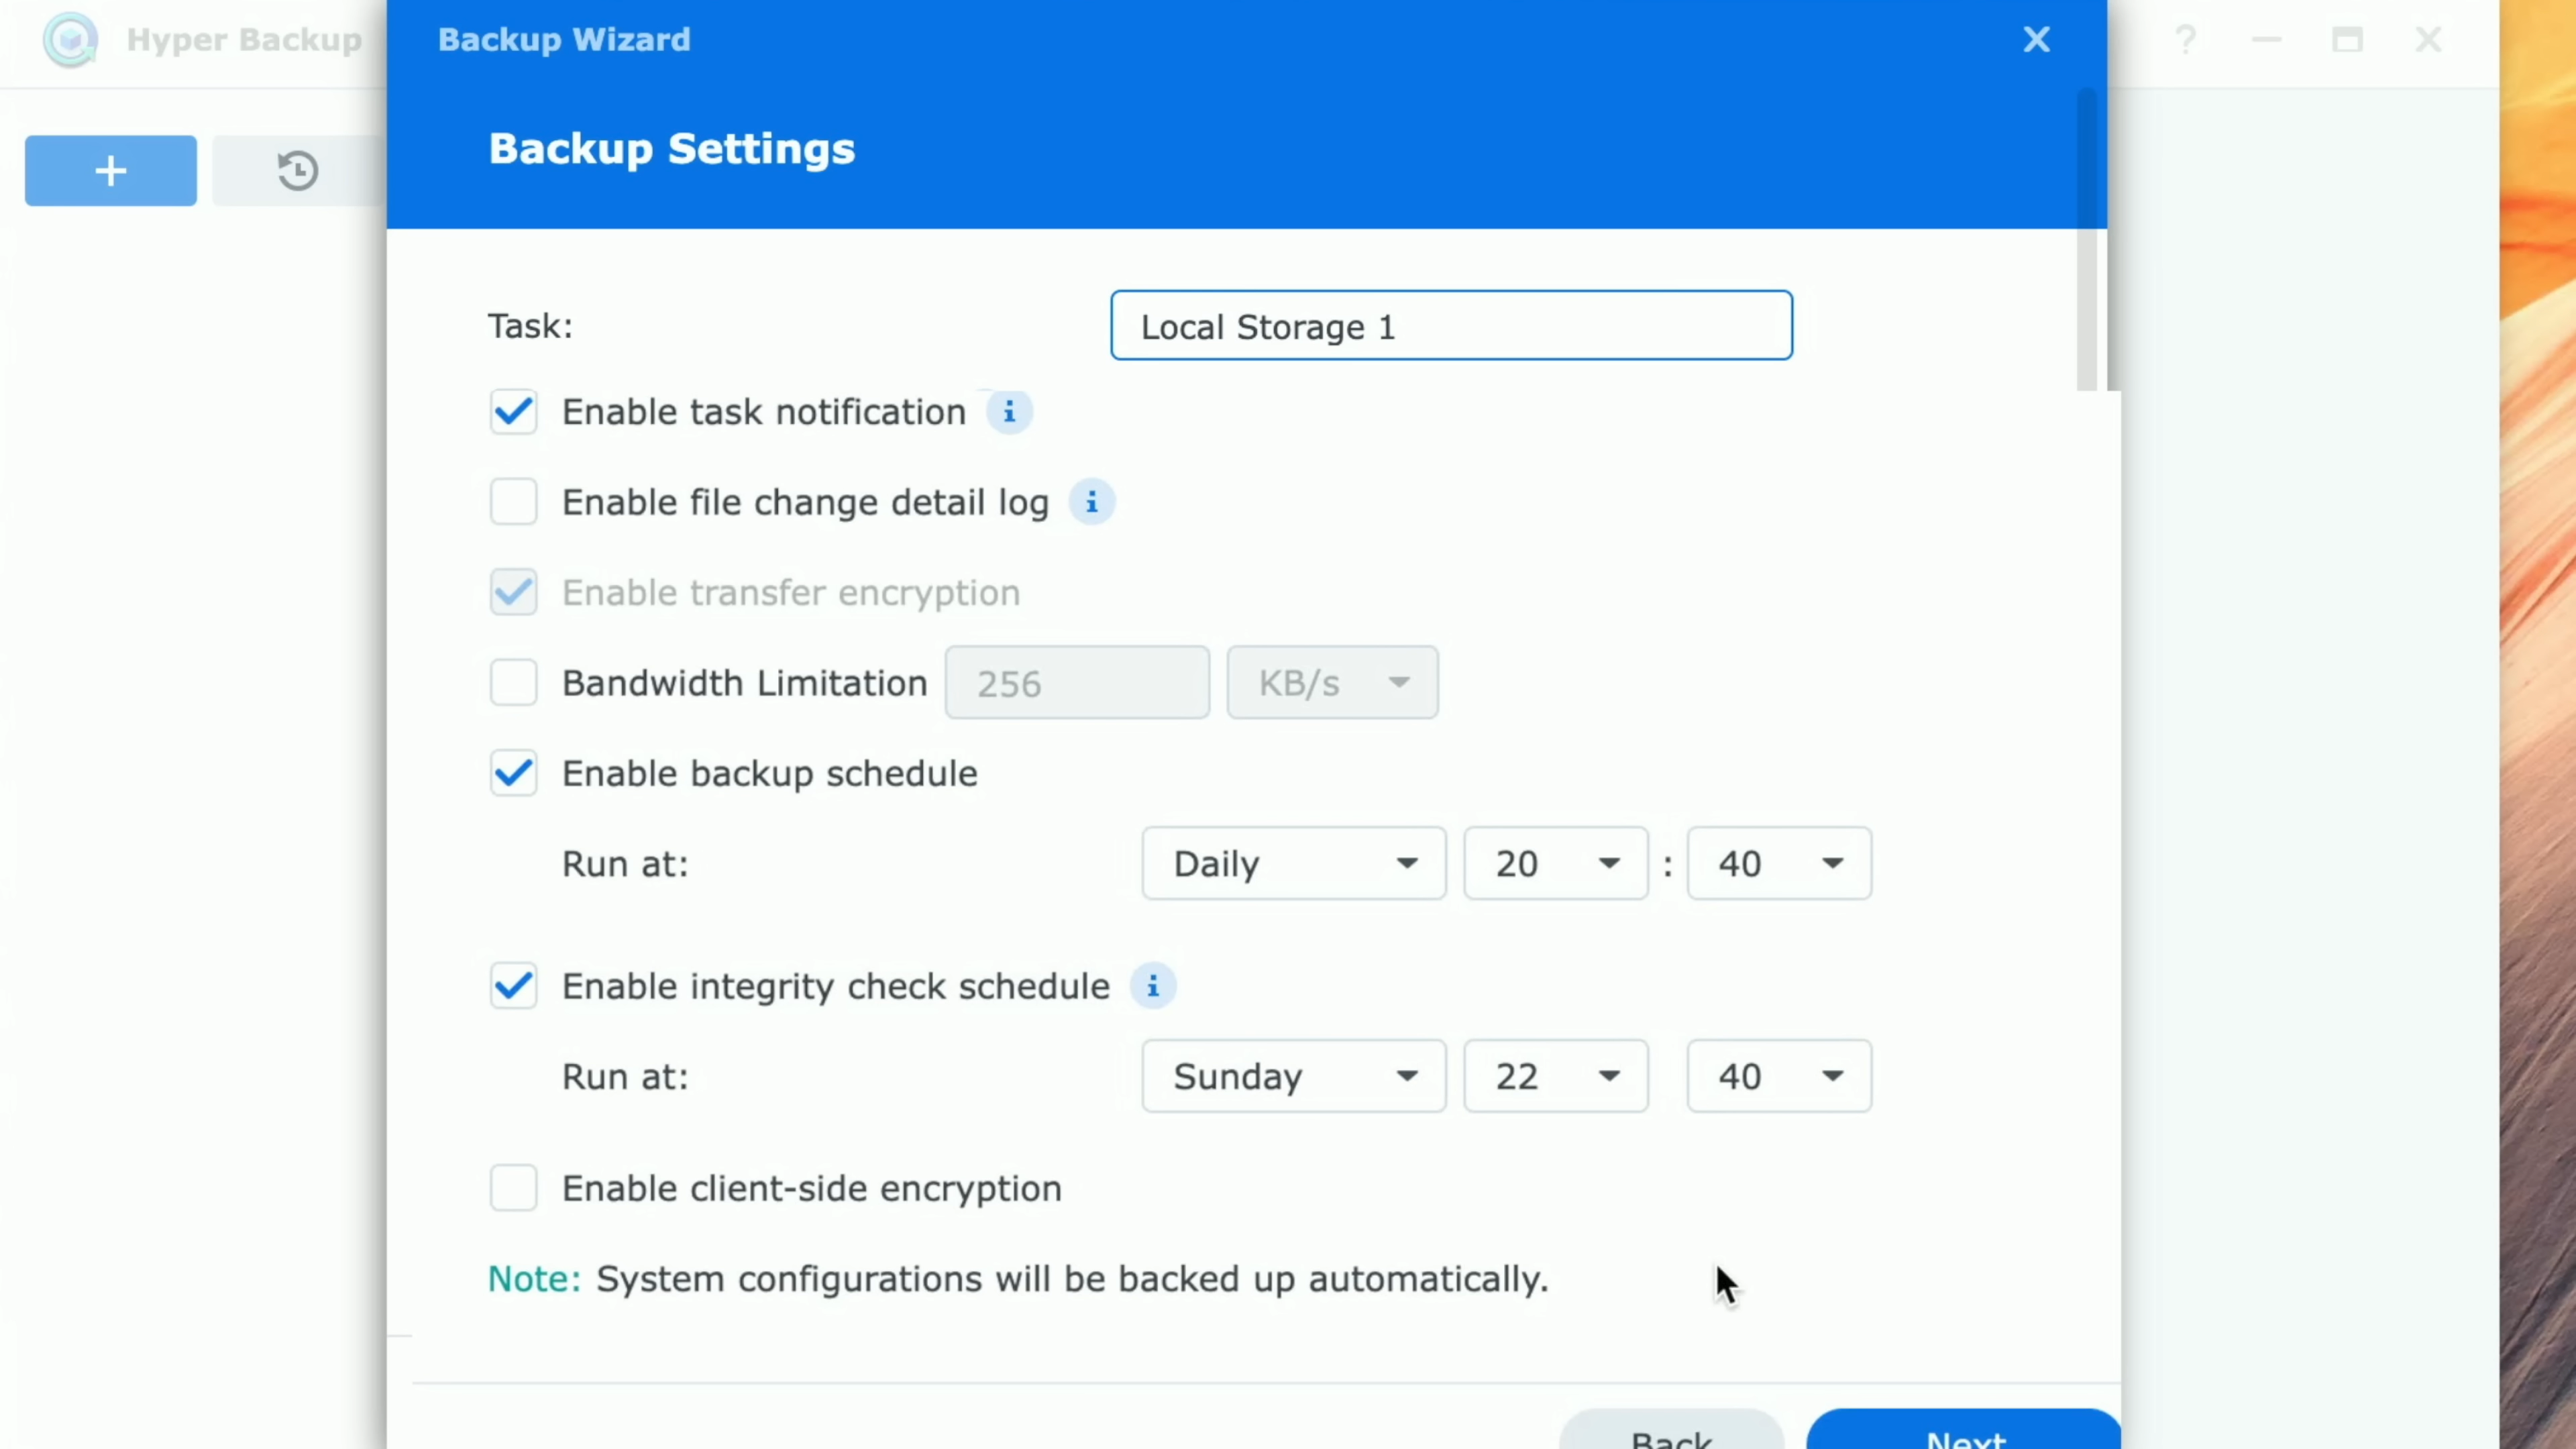 Hyper Backup
Backup Wizard
Backup Settings
Task: Local Storage 1
Enable task notification
Enable file change detail log
Enable transfer encryption
Bandwidth Limitation 256 KB/s
Enable backup schedule
Run at: Daily 20 : 40
Enable integrity check schedule
Run at: Sunday 22 40
Enable client-side encryption
Note: System configurations will be backed up automatically.
Back Next